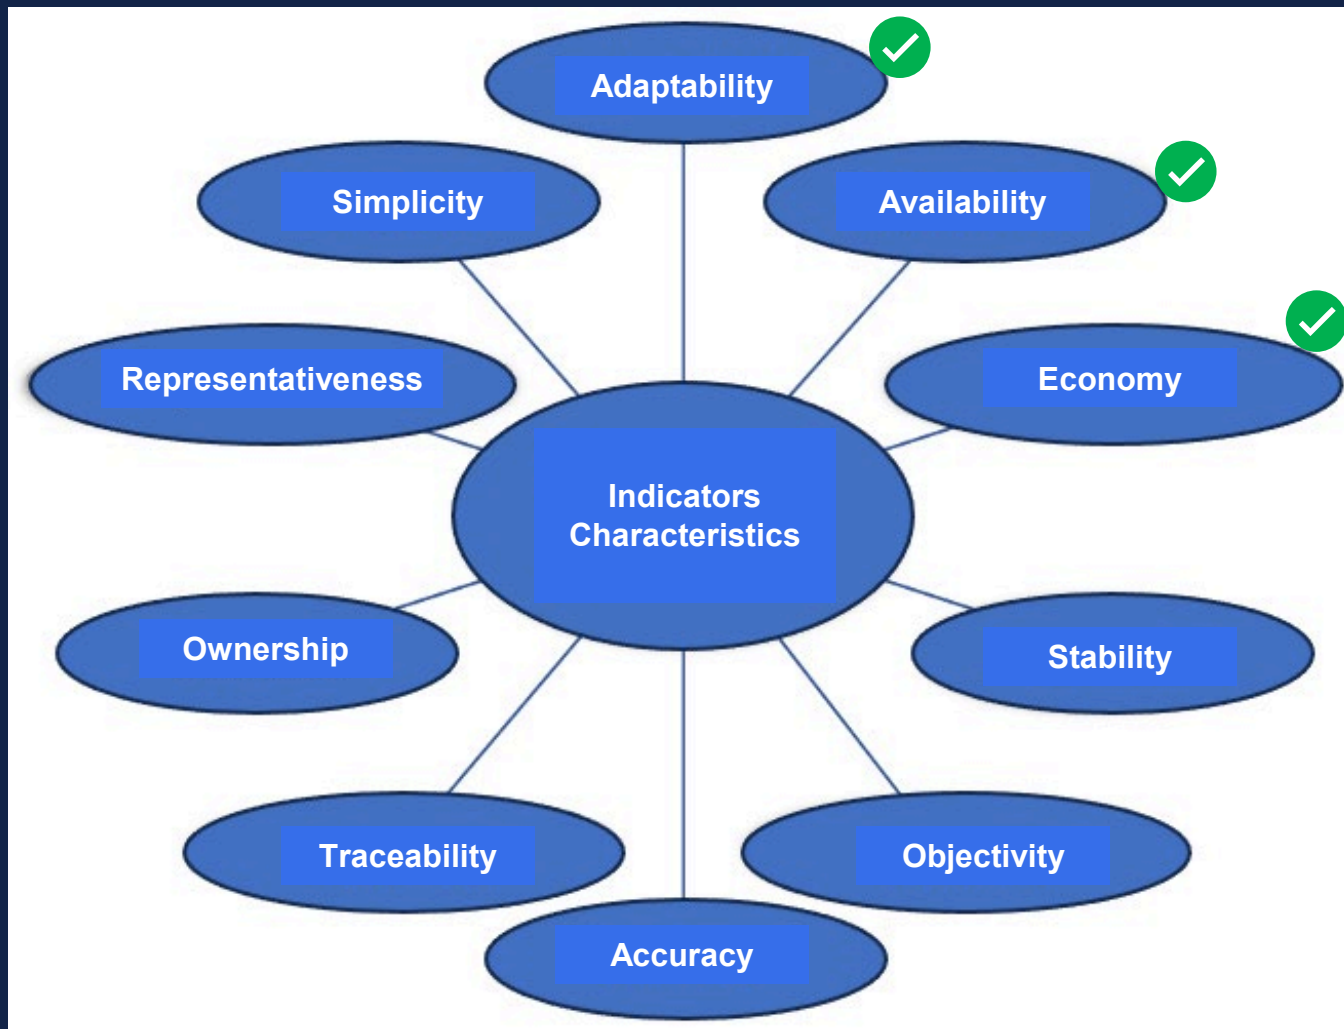 Adaptability
Simplicity
Availability
Representativeness
Economy
Indicators
Characteristics
Ownership
Stability
Traceability
Objectivity
Accuracy